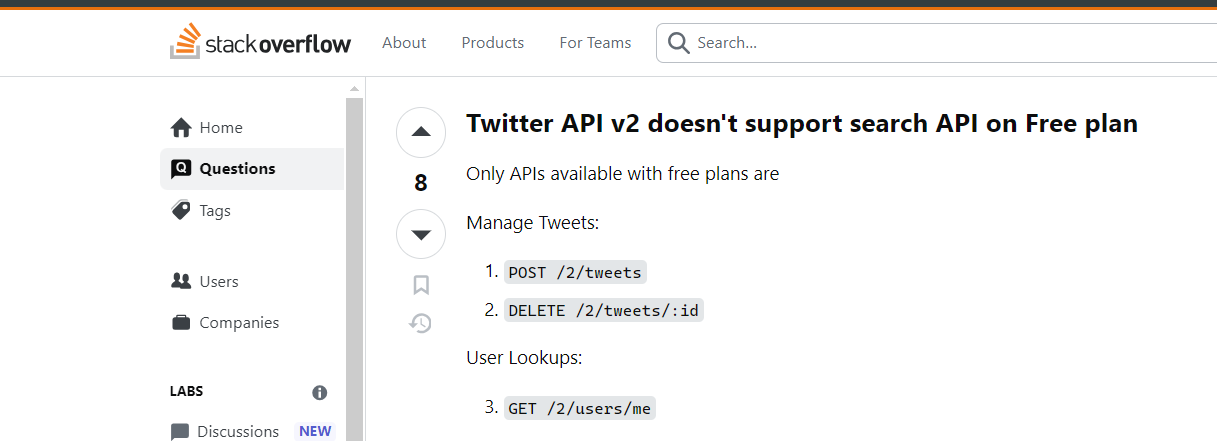 stackoverflow
About
Products
For Teams
Search...
Home
Questions
Tags
Users
Companies
LABS
Discussions NEW
8
Twitter API v2 doesn't support search API on Free plan
Only APIs available with free plans are
Manage Tweets:
1. POST /2/tweets
2. DELETE /2/tweets/:id
User Lookups:
3. GET /2/users/me